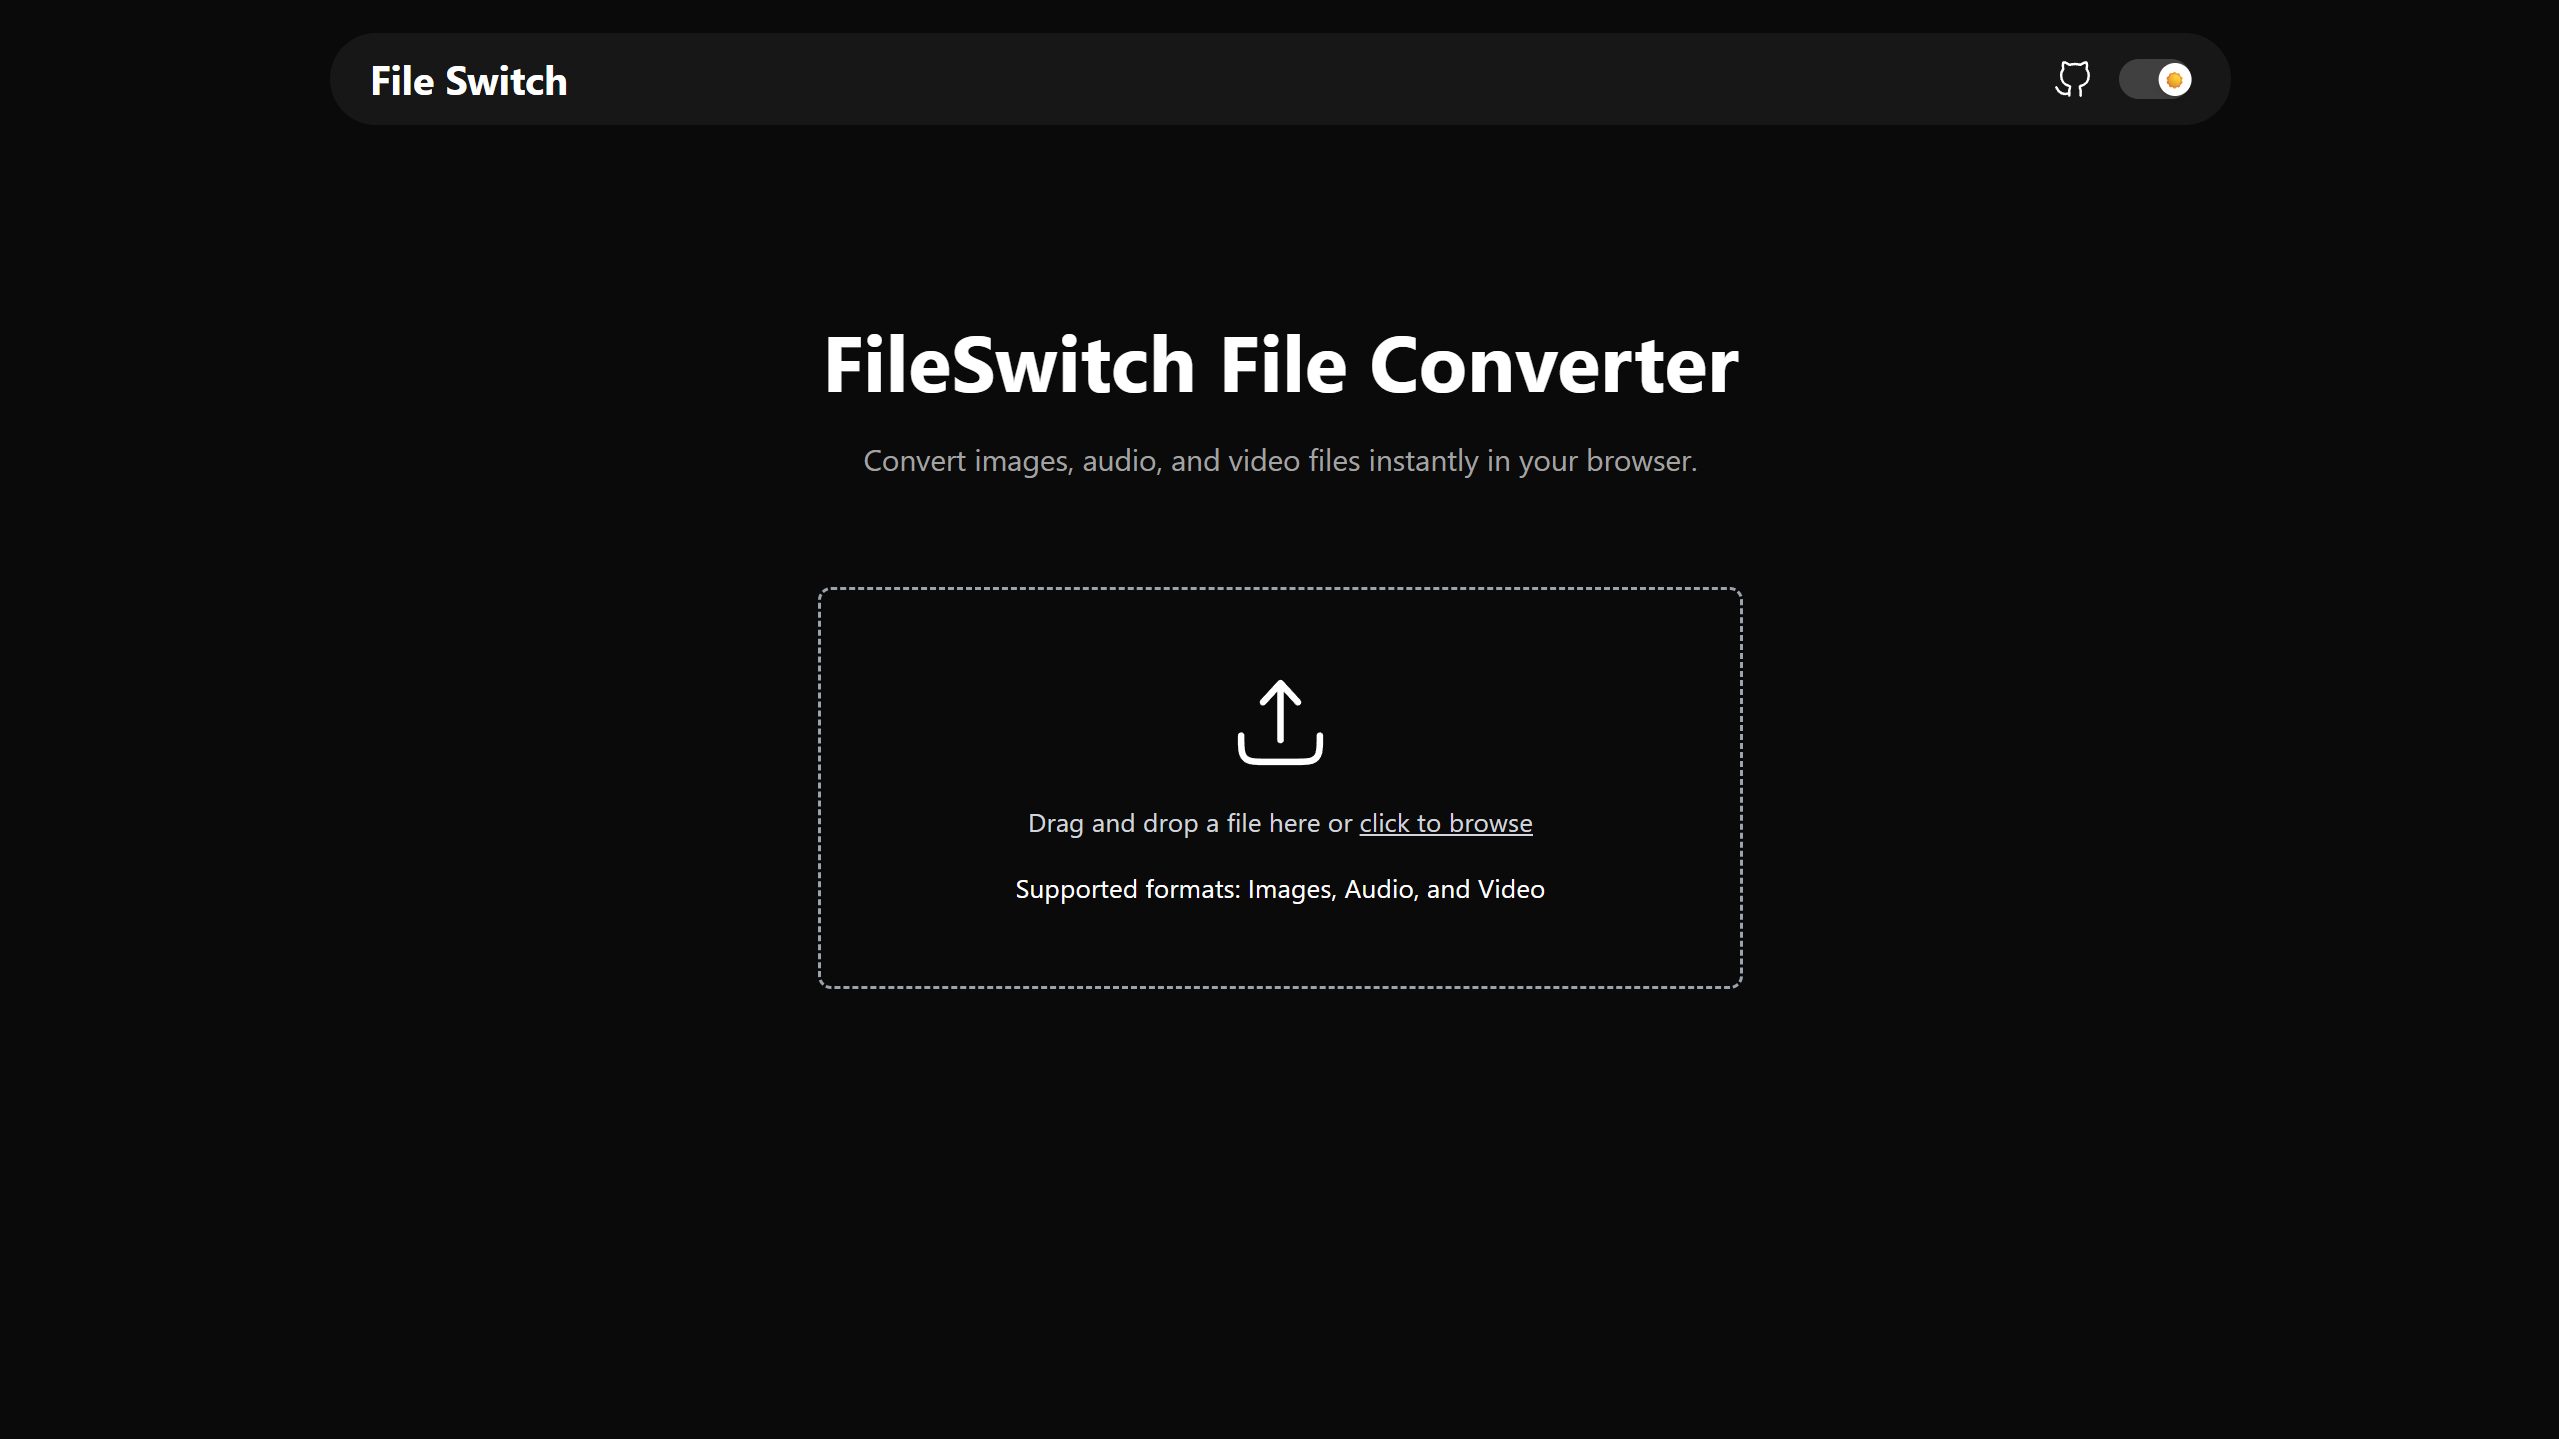 File Switch
FileSwitch File Converter
Convert images, audio, and video files instantly in your browser.
Drag and drop a file here or click to browse
Supported formats: Images, Audio, and Video